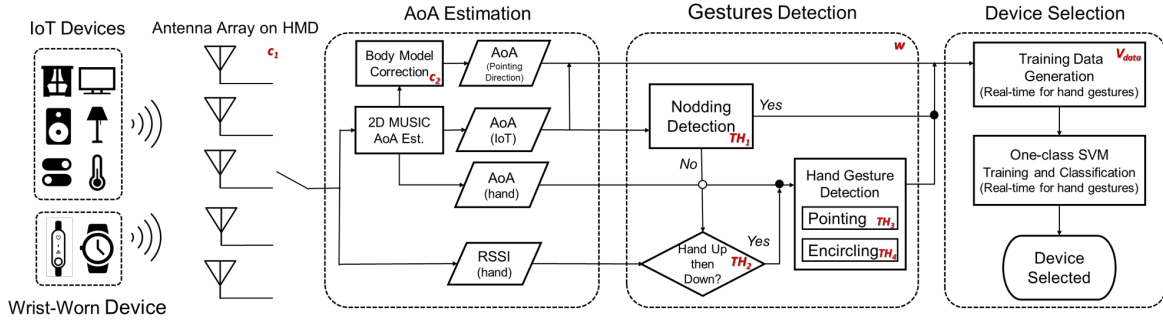 IoT Devices
Wrist-Worn Device
Antenna Array on HMD
c1
AoA Estimation
Body Model
Correction
c2
AoA
(Pointing
Direction)
2D MUSIC
AoA Est.
AoA
(IoT)
AoA
(hand)
RSSI
(hand)
Gestures Detection
w
Nodding
Detection
TH1
Yes
No
Hand Up
then
Down?
TH2
Yes
Hand Gesture
Detection
Pointing TH3
Encircling TH4
Device Selection
Vdata
Training Data
Generation
(Real-time for hand gestures)
One-class SVM
Training and Classification
(Real-time for hand gestures)
Device
Selected